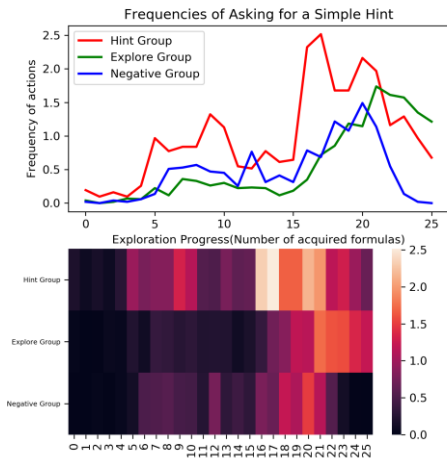 Frequencies of Asking for a Simple Hint
Hint Group
Explore Group
Negative Group
Frequency of actions
2.5
2.0
1.5
1.0
0.5
0.0
0 5 10 15 20 25
Exploration Progress(Number of acquired formulas)
Hint Group
Explore Group
Negative Group
2.5
2.0
1.5
1.0
0.5
0.0
0 1 2 3 4 5 6 7 8 9 10 11 12 13 14 15 16 17 18 19 20 21 22 23 24 25